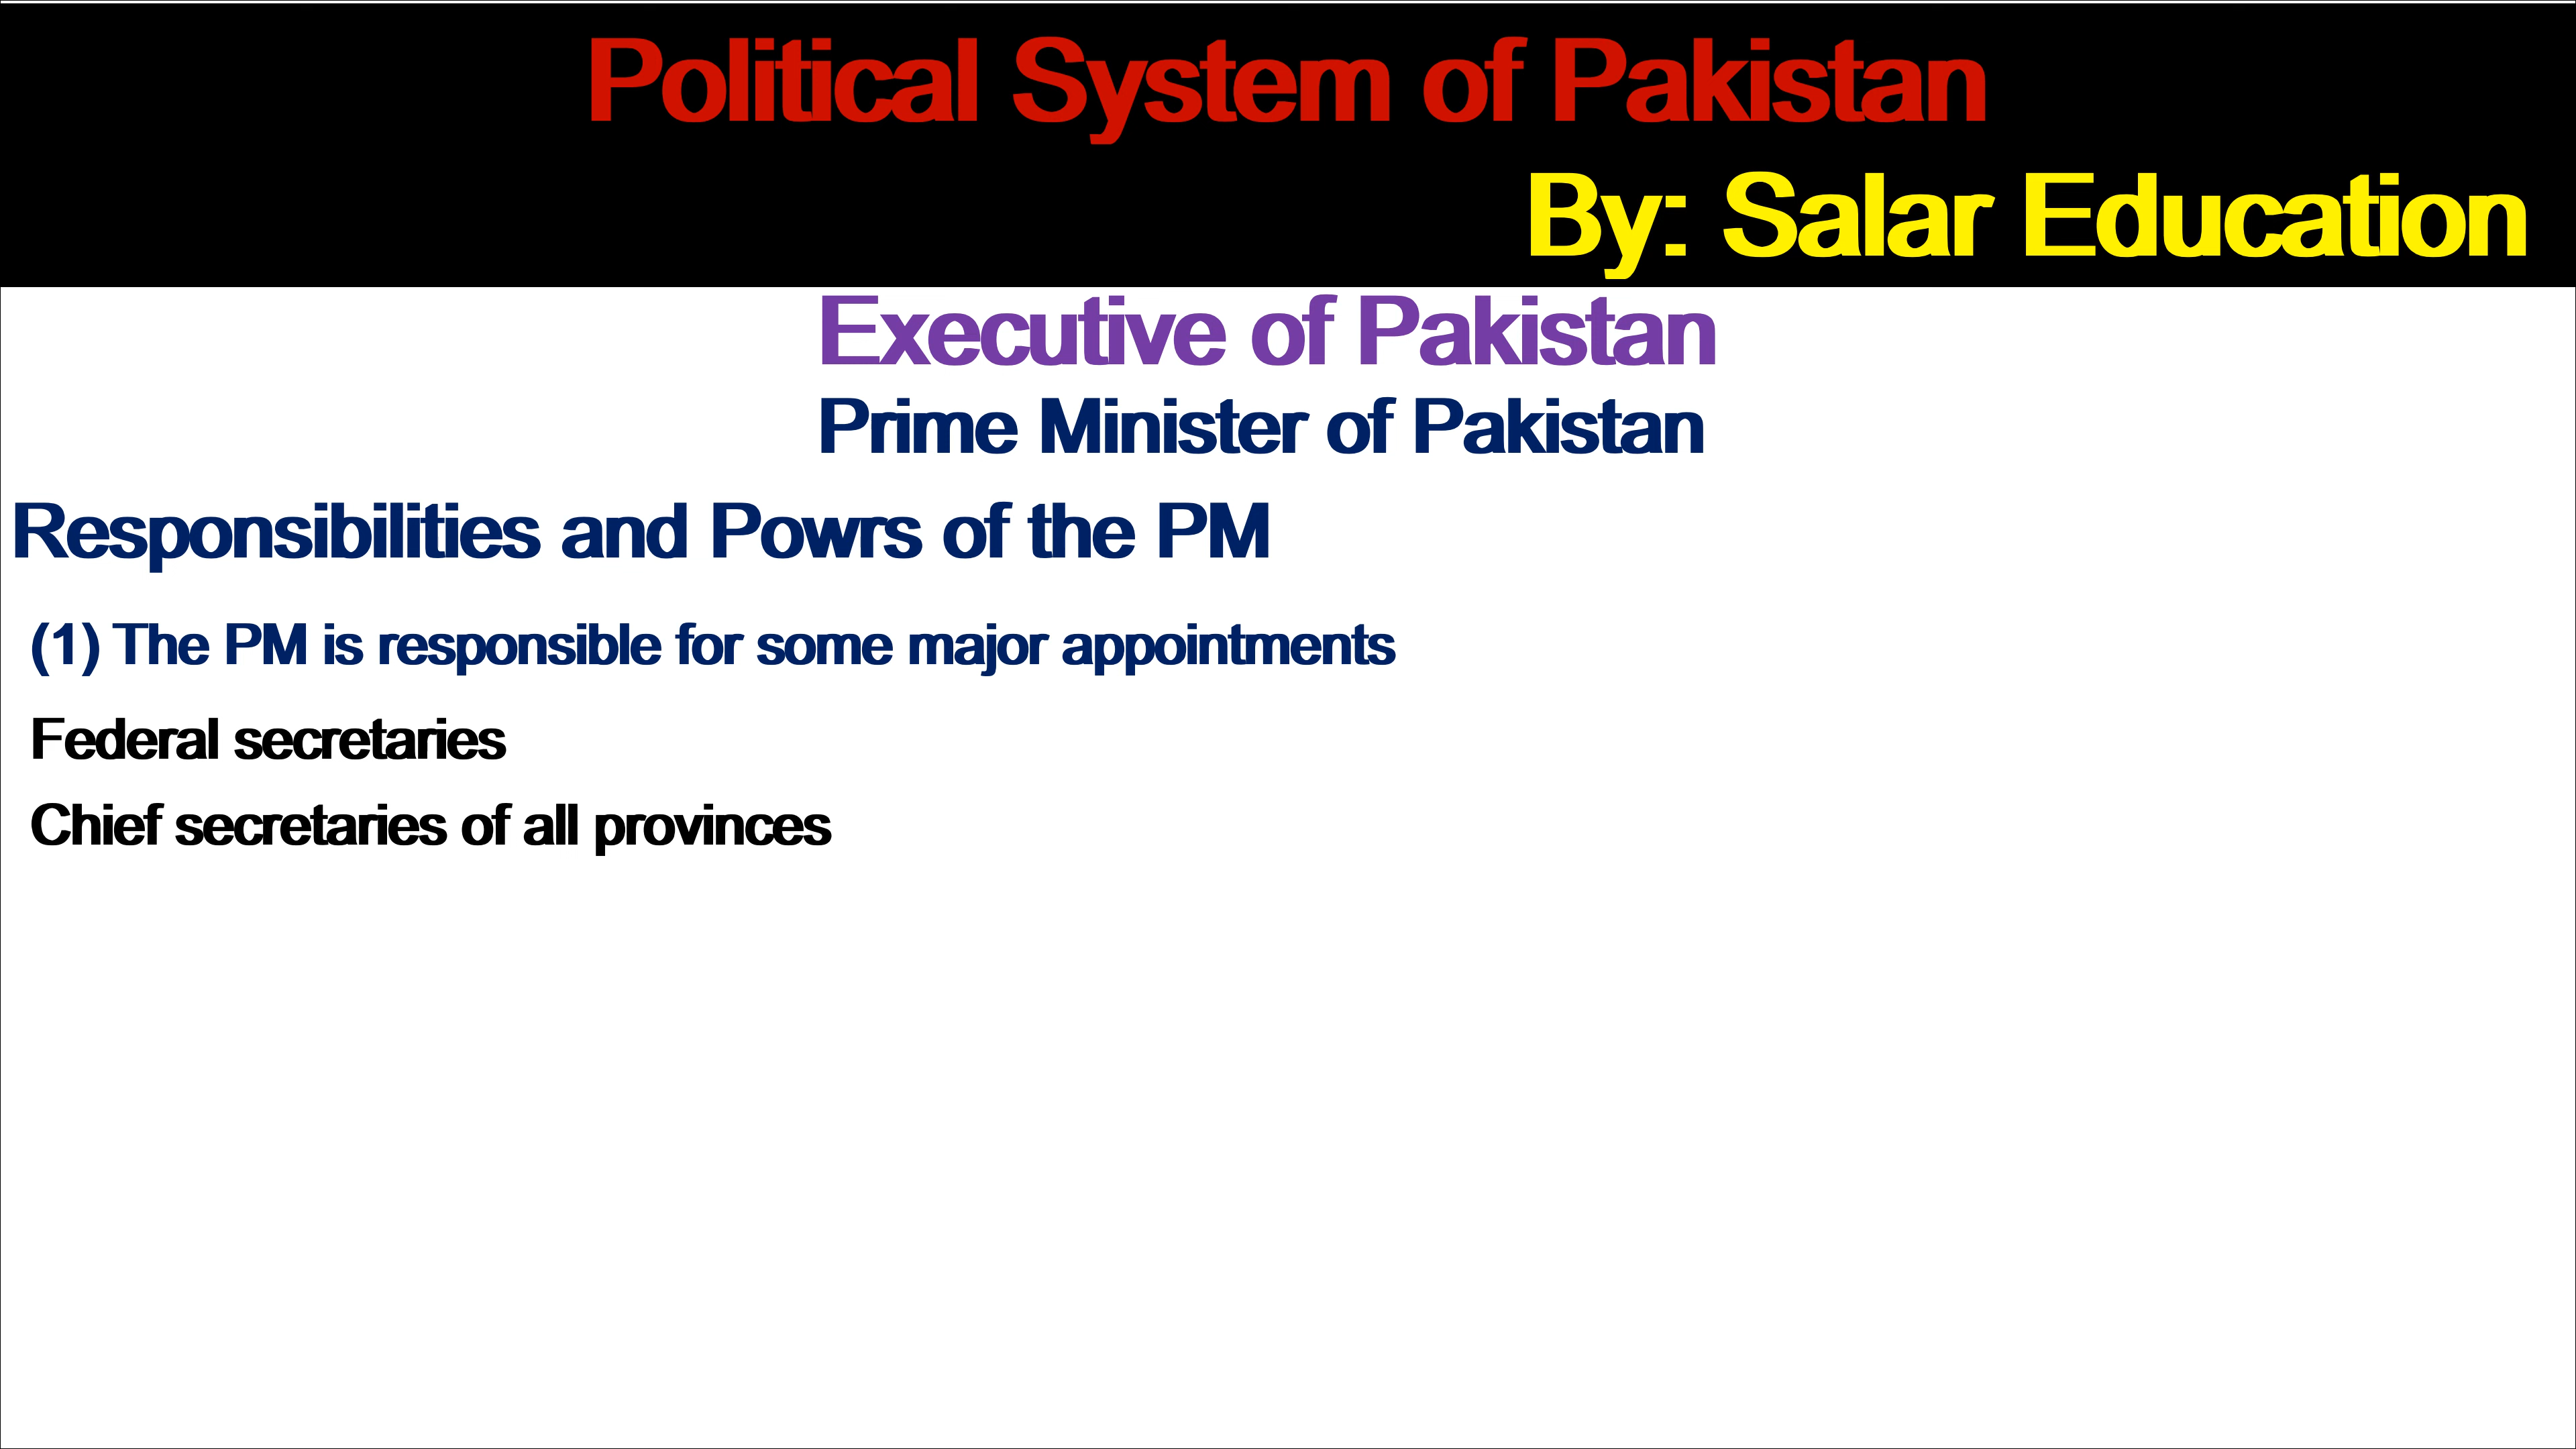 Political System of Pakistan
By: Salar Education
Executive of Pakistan
Prime Minister of Pakistan
Responsibilities and Powrs of the PM
(1) The PM is responsible for some major appointments
Federal secretaries
Chief secretaries of all provinces